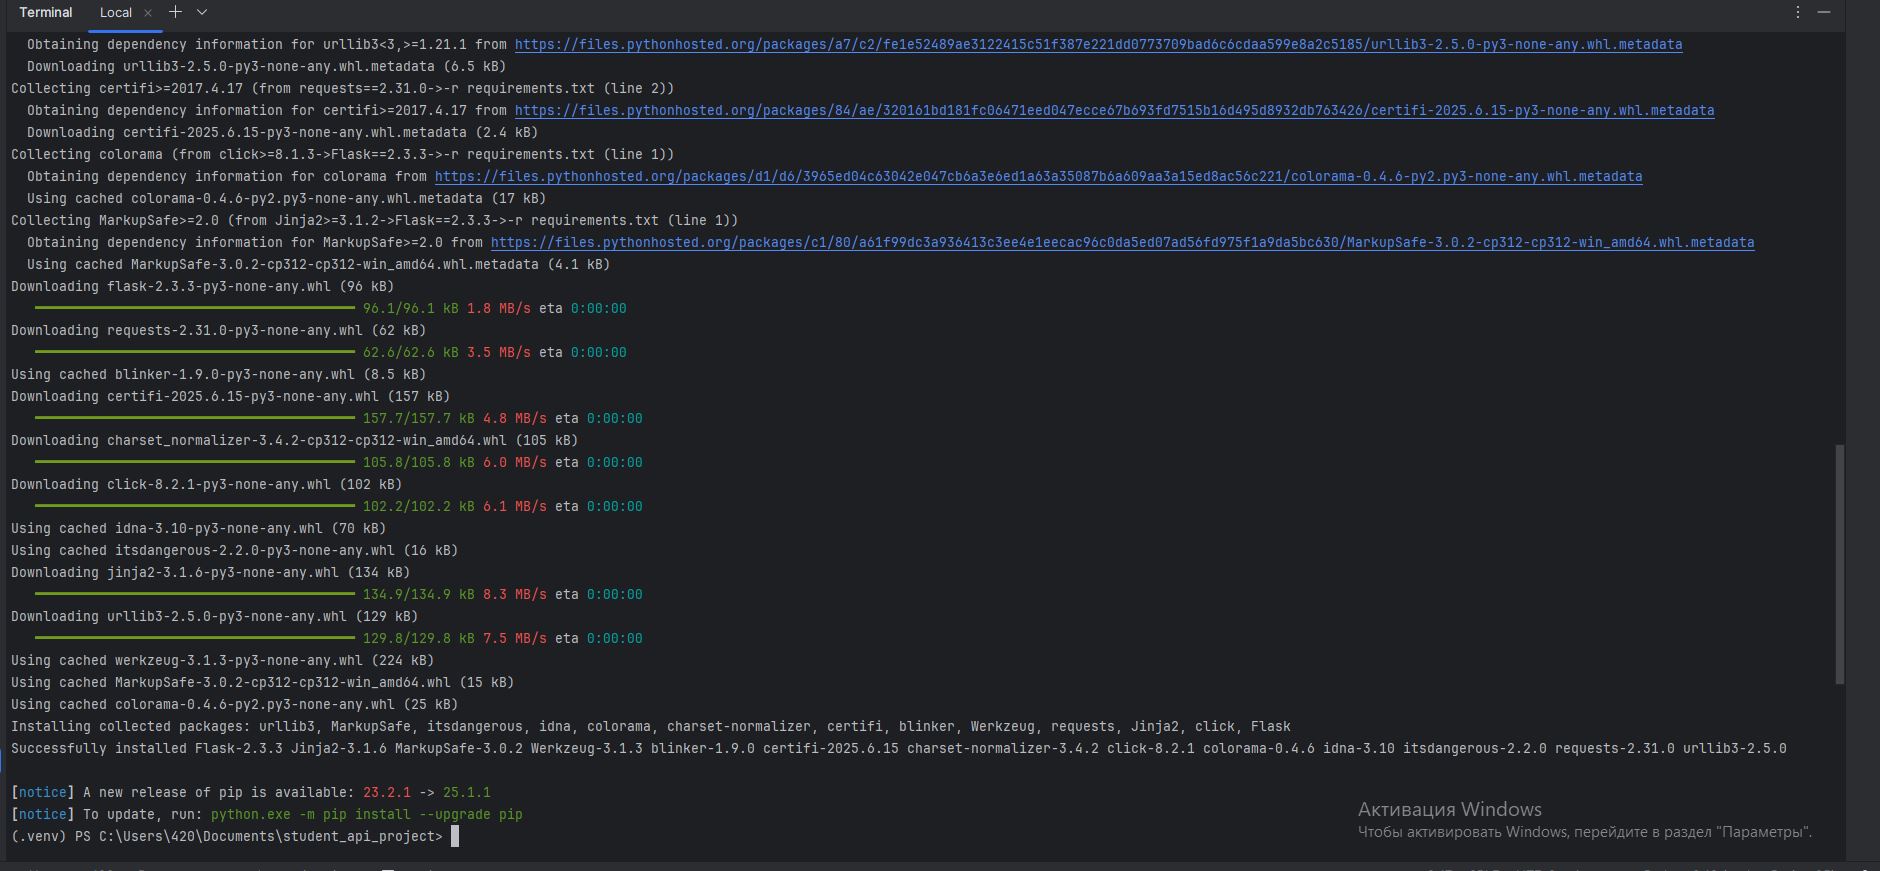 Terminal Local × + ⌄
Obtaining dependency information for urllib3<3,>=1.21.1 from https://files.pythonhosted.org/packages/a7/c2/fe1e52489ae3122415c51f387e221dd0773709bad6c6cdaa599e8a2c5185/urllib3-2.5.0-py3-none-any.whl.metadata
Downloading urllib3-2.5.0-py3-none-any.whl.metadata (6.5 kB)
Collecting certifi>=2017.4.17 (from requests==2.31.0->-r requirements.txt (line 2))
Obtaining dependency information for certifi>=2017.4.17 from https://files.pythonhosted.org/packages/84/ae/320161bd181fc06471eed047ecce67b693fd7515b16d495d8932db763426/certifi-2025.6.15-py3-none-any.whl.metadata
Downloading certifi-2025.6.15-py3-none-any.whl.metadata (2.4 kB)
Collecting colorama (from click>=8.1.3->Flask==2.3.3->-r requirements.txt (line 1))
Obtaining dependency information for colorama from https://files.pythonhosted.org/packages/d1/d6/3965ed04c63042e047cb6a3e6ed1a63a35087b6a609aa3a15ed8ac56c221/colorama-0.4.6-py2.py3-none-any.whl.metadata
Using cached colorama-0.4.6-py2.py3-none-any.whl.metadata (17 kB)
Collecting MarkupSafe>=2.0 (from Jinja2>=3.1.2->Flask==2.3.3->-r requirements.txt (line 1))
Obtaining dependency information for MarkupSafe>=2.0 from https://files.pythonhosted.org/packages/c1/80/a61f99dc3a936413c3ee4e1eecac96c0da5ed07ad56fd975f1a9da5bc630/MarkupSafe-3.0.2-cp312-cp312-win_amd64.whl.metadata
Using cached MarkupSafe-3.0.2-cp312-cp312-win_amd64.whl.metadata (4.1 kB)
Downloading flask-2.3.3-py3-none-any.whl (96 kB)
96.1/96.1 kB 1.8 MB/s eta 0:00:00
Downloading requests-2.31.0-py3-none-any.whl (62 kB)
62.6/62.6 kB 3.5 MB/s eta 0:00:00
Using cached blinker-1.9.0-py3-none-any.whl (8.5 kB)
Downloading certifi-2025.6.15-py3-none-any.whl (157 kB)
157.7/157.7 kB 4.8 MB/s eta 0:00:00
Downloading charset_normalizer-3.4.2-cp312-cp312-win_amd64.whl (105 kB)
105.8/105.8 kB 6.0 MB/s eta 0:00:00
Downloading click-8.2.1-py3-none-any.whl (102 kB)
102.2/102.2 kB 6.1 MB/s eta 0:00:00
Using cached idna-3.10-py3-none-any.whl (70 kB)
Using cached itsdangerous-2.2.0-py3-none-any.whl (16 kB)
Downloading jinja2-3.1.6-py3-none-any.whl (134 kB)
134.9/134.9 kB 8.3 MB/s eta 0:00:00
Downloading urllib3-2.5.0-py3-none-any.whl (129 kB)
129.8/129.8 kB 7.5 MB/s eta 0:00:00
Using cached werkzeug-3.1.3-py3-none-any.whl (224 kB)
Using cached MarkupSafe-3.0.2-cp312-cp312-win_amd64.whl (15 kB)
Using cached colorama-0.4.6-py2.py3-none-any.whl (25 kB)
Installing collected packages: urllib3, MarkupSafe, itsdangerous, idna, colorama, charset-normalizer, certifi, blinker, Werkzeug, requests, Jinja2, click, Flask
Successfully installed Flask-2.3.3 Jinja2-3.1.6 MarkupSafe-3.0.2 Werkzeug-3.1.3 blinker-1.9.0 certifi-2025.6.15 charset-normalizer-3.4.2 click-8.2.1 colorama-0.4.6 idna-3.10 itsdangerous-2.2.0 requests-2.31.0 urllib3-2.5.0
[notice] A new release of pip is available: 23.2.1 -> 25.1.1
[notice] To update, run: python.exe -m pip install --upgrade pip
(.venv) PS C:\Users\420\Documents\student_api_project>
Активация Windows
Чтобы активировать Windows, перейдите в раздел "Параметры".